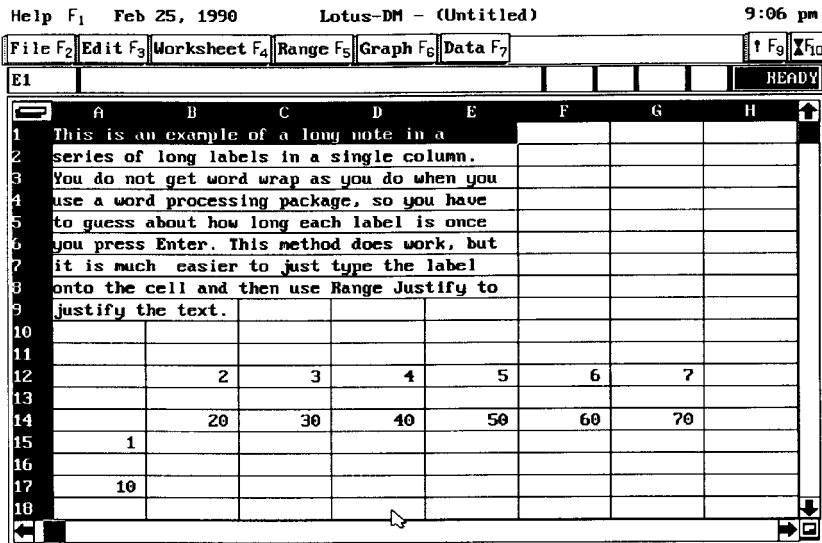 Help F1 Feb 25, 1990 Lotus-DM - (Untitled) 9:06 pm
File F2 Edit F3 Worksheet F4 Range F5 Graph F6 Data F7 ↑ F9 F10
E1 READY
A B C D E F G H
1 This is an example of a long note in a
2 series of long labels in a single column.
3 You do not get word wrap as you do when you
4 use a word processing package, so you have
5 to guess about how long each label is once
6 you press Enter. This method does work, but
7 it is much easier to just type the label
8 onto the cell and then use Range Justify to
9 justify the text.
10
11
12 2 3 4 5 6 7
13
14 20 30 40 50 60 70
15 1
16
17 10
18